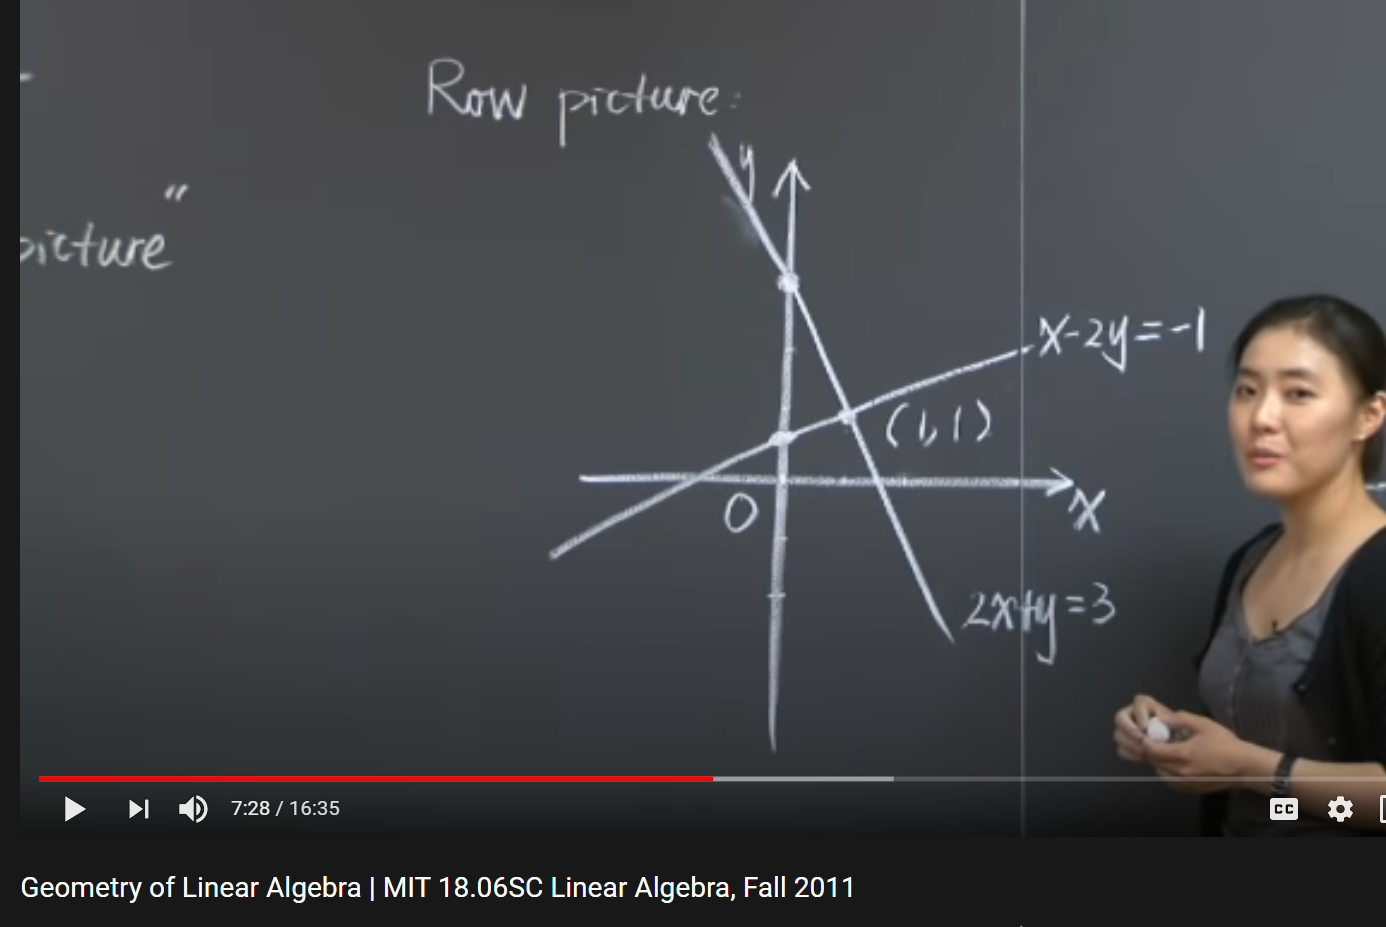 Row picture:
"
picture"
y
x-2y=-1
(1,1)
0
x
2x+y=3
7:28 / 16:35
CC
Geometry of Linear Algebra | MIT 18.06SC Linear Algebra, Fall 2011